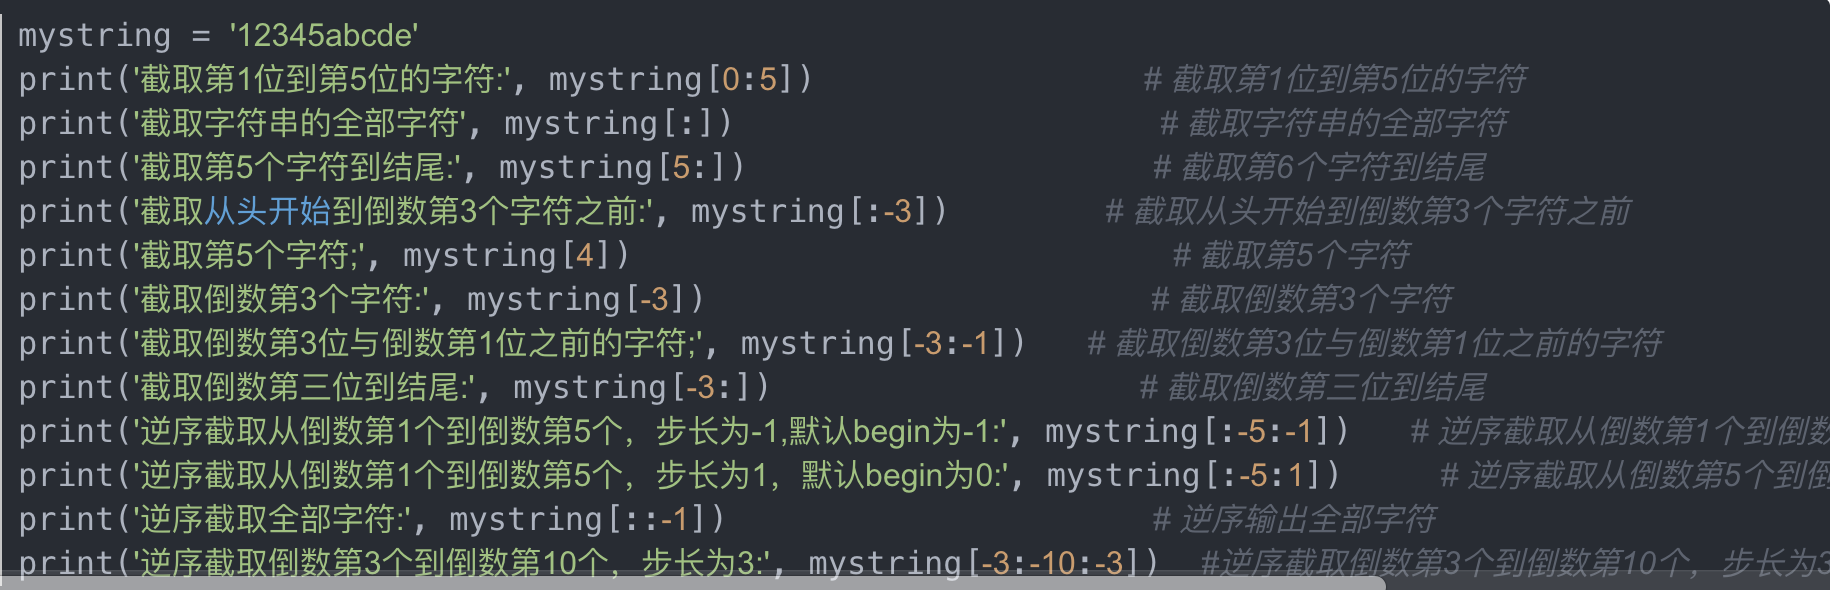 mystring = '12345abcde'
print('截取第1位到第5位的字符:', mystring[0:5]) # 截取第1位到第5位的字符
print('截取字符串的全部字符', mystring[:]) # 截取字符串的全部字符
print('截取第5个字符到结尾:', mystring[5:]) # 截取第6个字符到结尾
print('截取从头开始到倒数第3个字符之前:', mystring[:-3]) # 截取从头开始到倒数第3个字符之前
print('截取第5个字符;', mystring[4]) # 截取第5个字符
print('截取倒数第3个字符:', mystring[-3]) # 截取倒数第3个字符
print('截取倒数第3位与倒数第1位之前的字符;', mystring[-3:-1]) # 截取倒数第3位与倒数第1位之前的字符
print('截取倒数第三位到结尾:', mystring[-3:]) # 截取倒数第三位到结尾
print('逆序截取从倒数第1个到倒数第5个，步长为-1,默认begin为-1:', mystring[:-5:-1]) # 逆序截取从倒数第1个到倒数
print('逆序截取从倒数第1个到倒数第5个，步长为1，默认begin为0:', mystring[:-5:1]) # 逆序截取从倒数第5个到倒
print('逆序截取全部字符:', mystring[::-1]) # 逆序输出全部字符
print('逆序截取倒数第3个到倒数第10个，步长为3:', mystring[-3:-10:-3]) #逆序截取倒数第3个到倒数第10个，步长为3